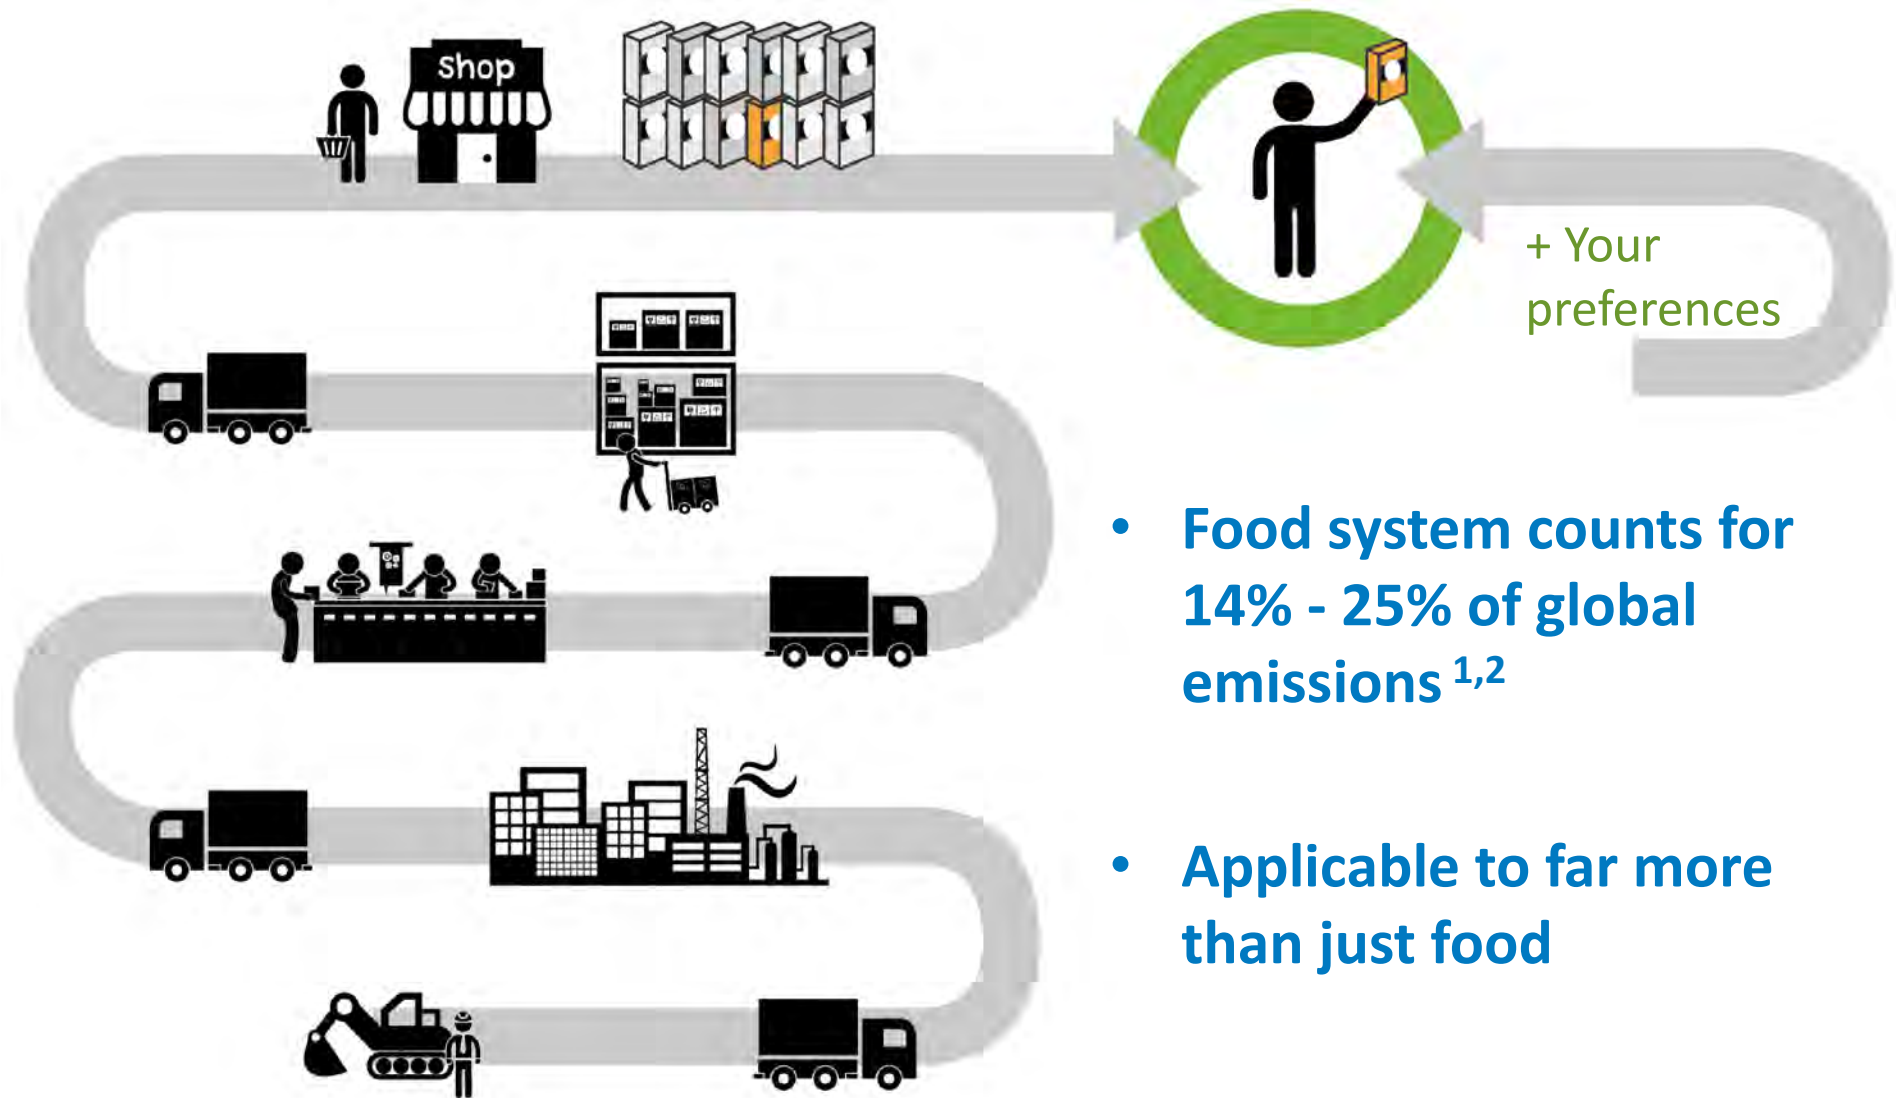 Shop
+ Your
preferences
• Food system counts for
14% - 25% of global
emissions 1,2
• Applicable to far more
than just food